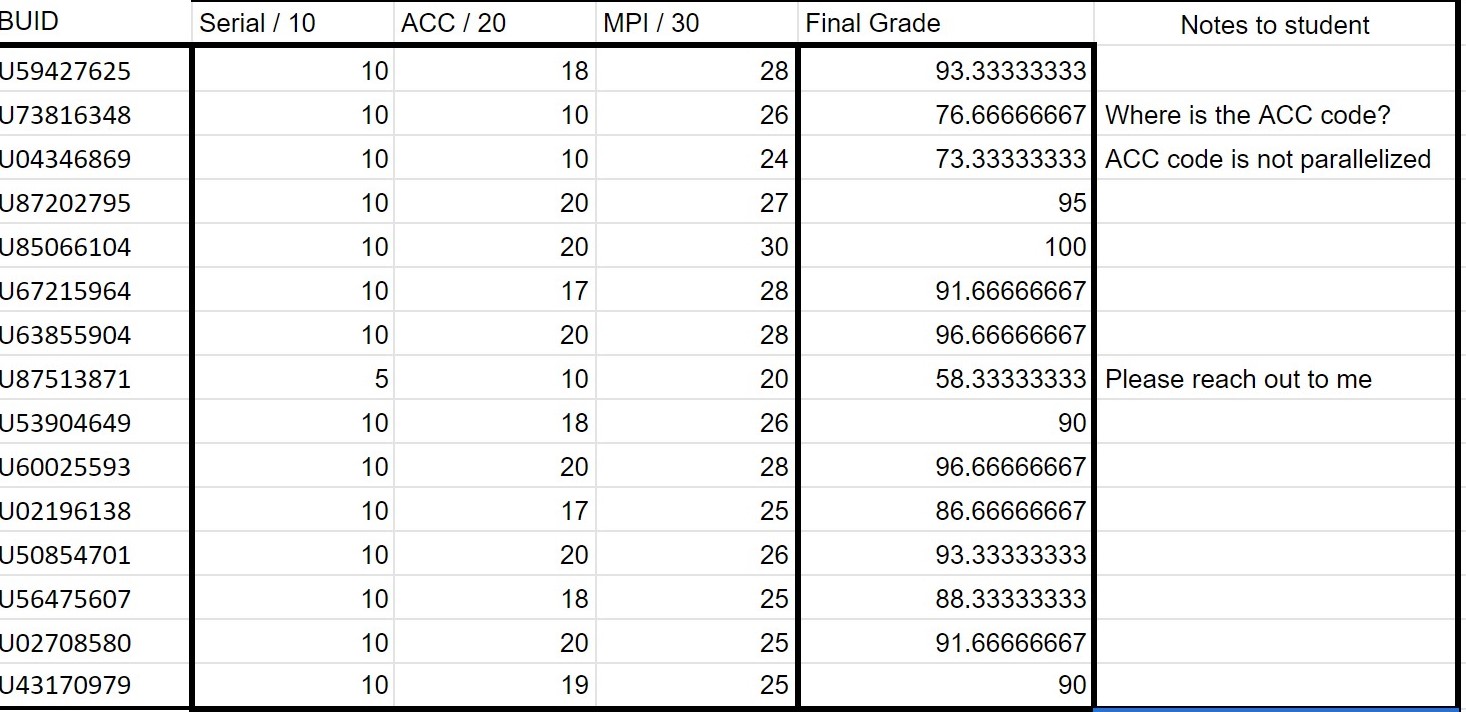 BUID Serial / 10 ACC / 20 MPI / 30 Final Grade Notes to student
U59427625 10 18 28 93.33333333
U73816348 10 10 26 76.66666667 Where is the ACC code?
U04346869 10 10 24 73.33333333 ACC code is not parallelized
U87202795 10 20 27 95
U85066104 10 20 30 100
U67215964 10 17 28 91.66666667
U63855904 10 20 28 96.66666667
U87513871 5 10 20 58.33333333 Please reach out to me
U53904649 10 18 26 90
U60025593 10 20 28 96.66666667
U02196138 10 17 25 86.66666667
U50854701 10 20 26 93.33333333
U56475607 10 18 25 88.33333333
U02708580 10 20 25 91.66666667
U43170979 10 19 25 90